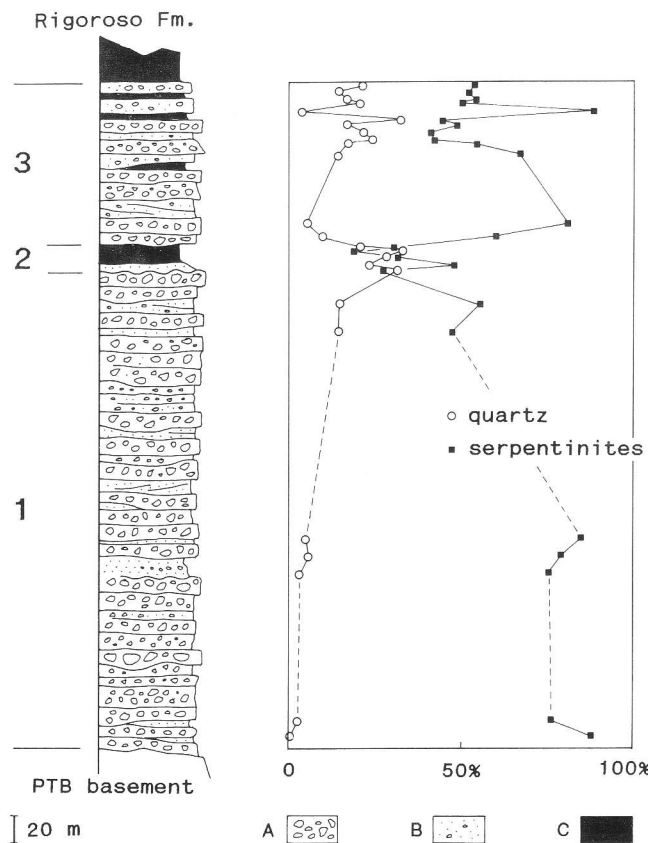 Rigoroso Fm.
3
2
1
quartz
serpentinites
0
50%
100%
PTB basement
20 m
A
B
C